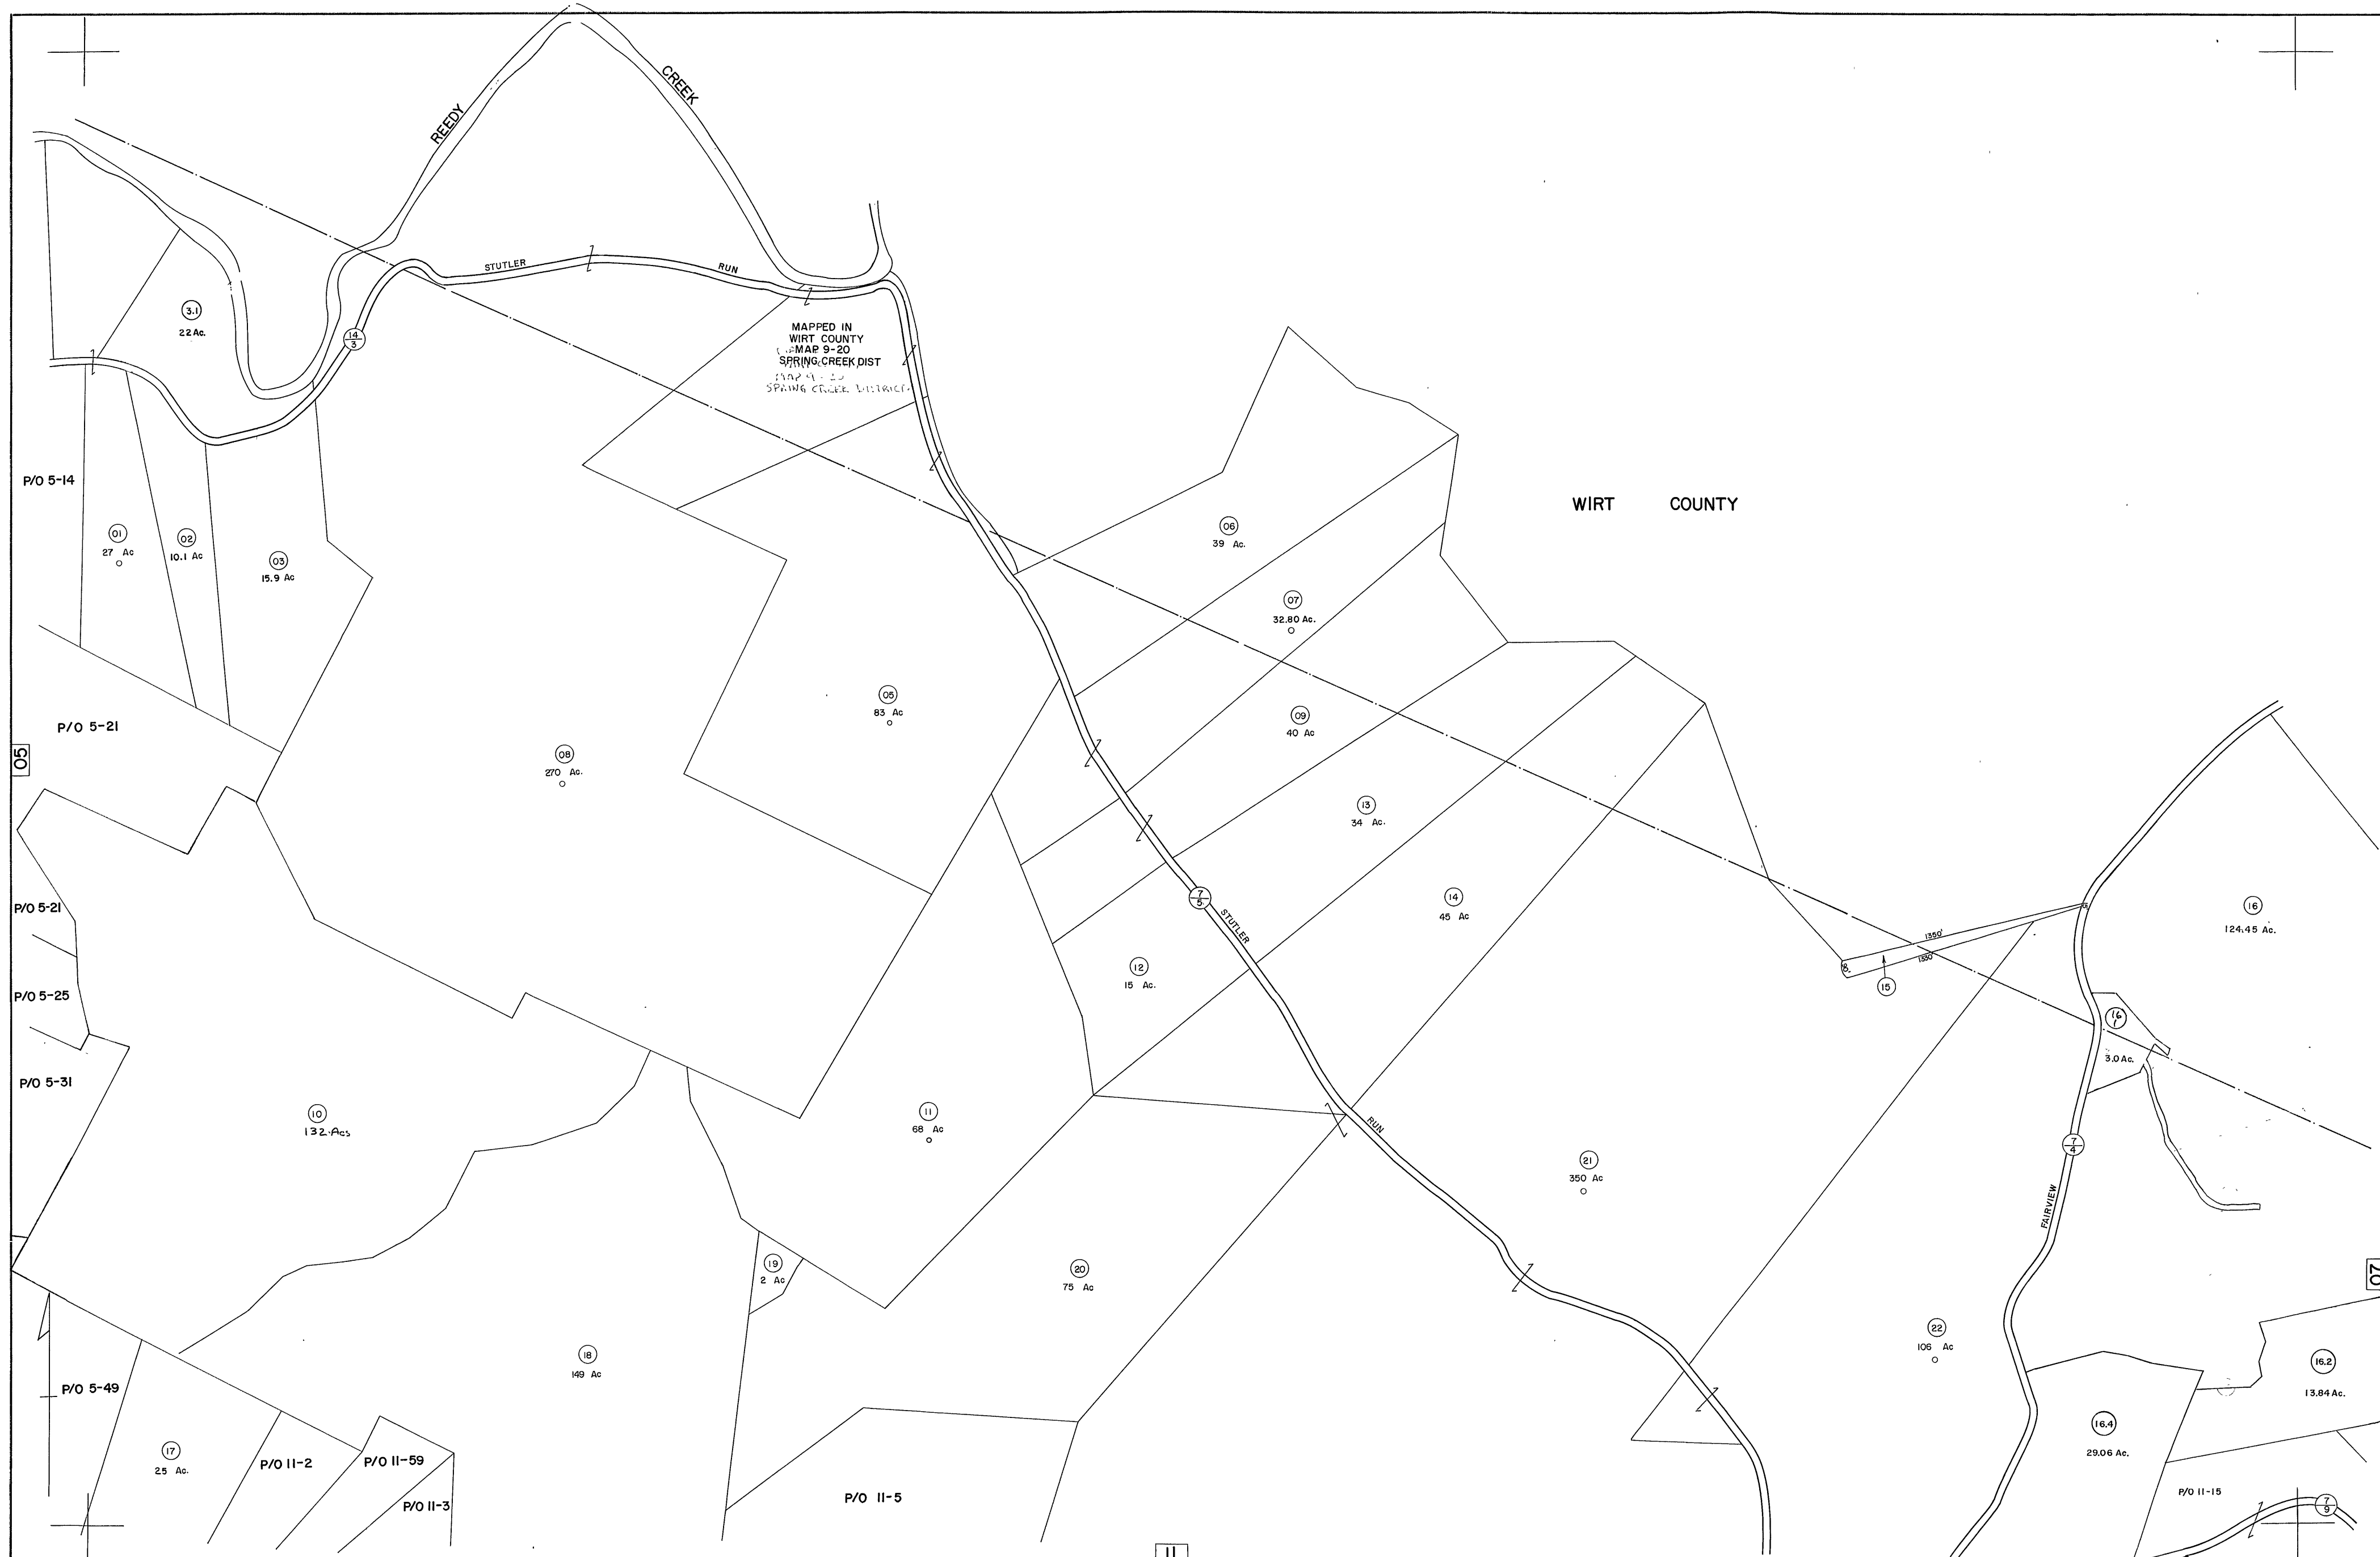 REEDY
CREEK
STUTLER
RUN
3.1
22 Ac.
14
3
MAPPED IN
WIRT COUNTY
MAP 9-20
SPRING CREEK DIST
MAP 9-20
SPRING CREEK DISTRICT
P/O 5-14
01
27 Ac
02
10.1 Ac
03
15.9 Ac
06
39 Ac.
WIRT COUNTY
07
32.80 Ac.
05
83 Ac
09
40 Ac
P/O 5-21
05
08
270 Ac.
13
34 Ac.
7
5
STUTLER
14
45 Ac
P/O 5-21
16
124.45 Ac.
1350'
1350'
15
12
15 Ac.
P/O 5-25
16
1
3.0 Ac.
P/O 5-31
10
132 Acs
11
68 Ac
RUN
7
4
21
350 Ac
FAIRVIEW
19
2 Ac
20
75 Ac
07
22
106 Ac
18
149 Ac
16.2
13.84 Ac.
P/O 5-49
16.4
29.06 Ac.
17
25 Ac.
P/O 11-2
P/O 11-59
P/O 11-3
P/O 11-5
P/O 11-15
7
9
11